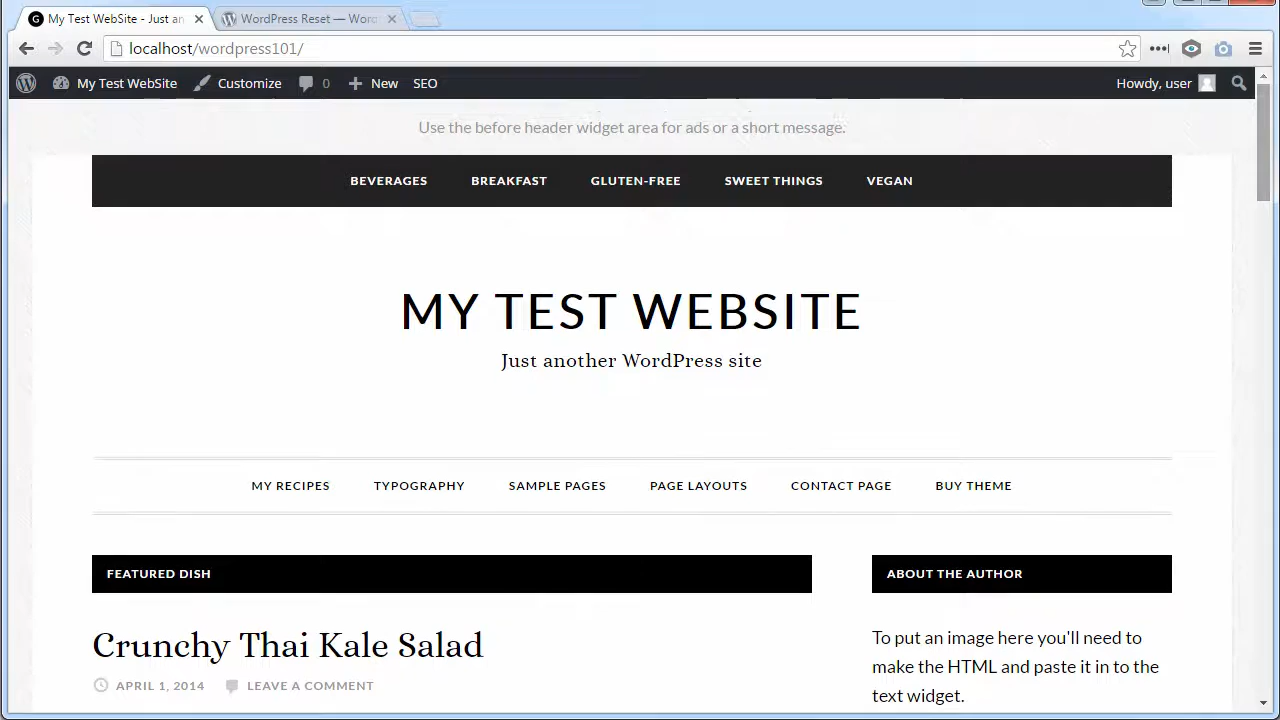 My Test WebSite - Just an
WordPress Reset — Word
localhost/wordpress101/
My Test WebSite Customize 0 New SEO Howdy, user
Use the before header widget area for ads or a short message.
BEVERAGES BREAKFAST GLUTEN-FREE SWEET THINGS VEGAN
MY TEST WEBSITE
Just another WordPress site
MY RECIPES TYPOGRAPHY SAMPLE PAGES PAGE LAYOUTS CONTACT PAGE BUY THEME
FEATURED DISH
Crunchy Thai Kale Salad
APRIL 1, 2014 LEAVE A COMMENT
ABOUT THE AUTHOR
To put an image here you'll need to
make the HTML and paste it in to the
text widget.